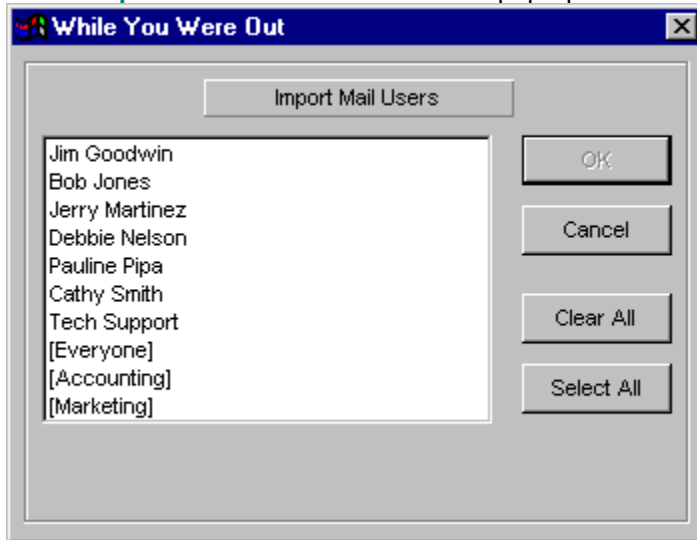 While You Were Out
Import Mail Users
Jim Goodwin
Bob Jones
Jerry Martinez
Debbie Nelson
Pauline Pipa
Cathy Smith
Tech Support
[Everyone]
[Accounting]
[Marketing]
OK
Cancel
Clear All
Select All